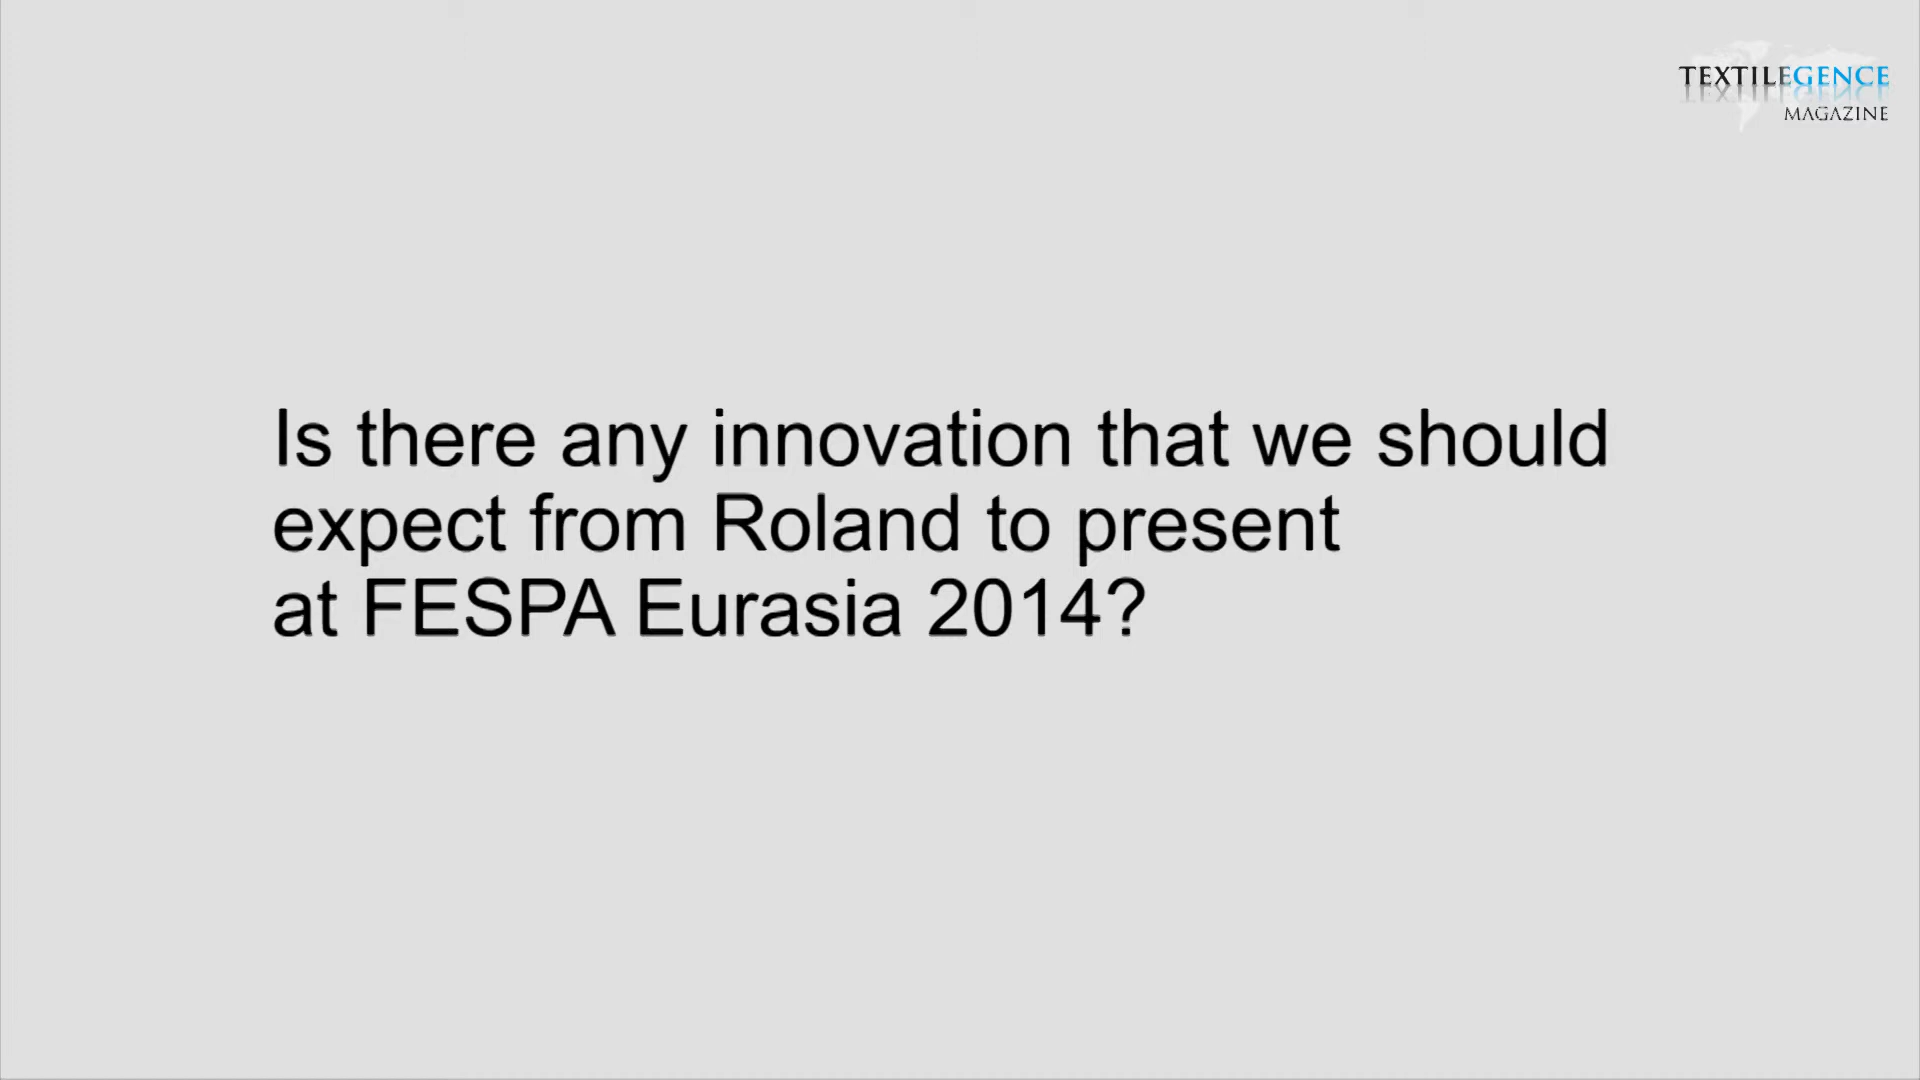 TEXTILEGENCE
MAGAZINE
Is there any innovation that we should
expect from Roland to present
at FESPA Eurasia 2014?